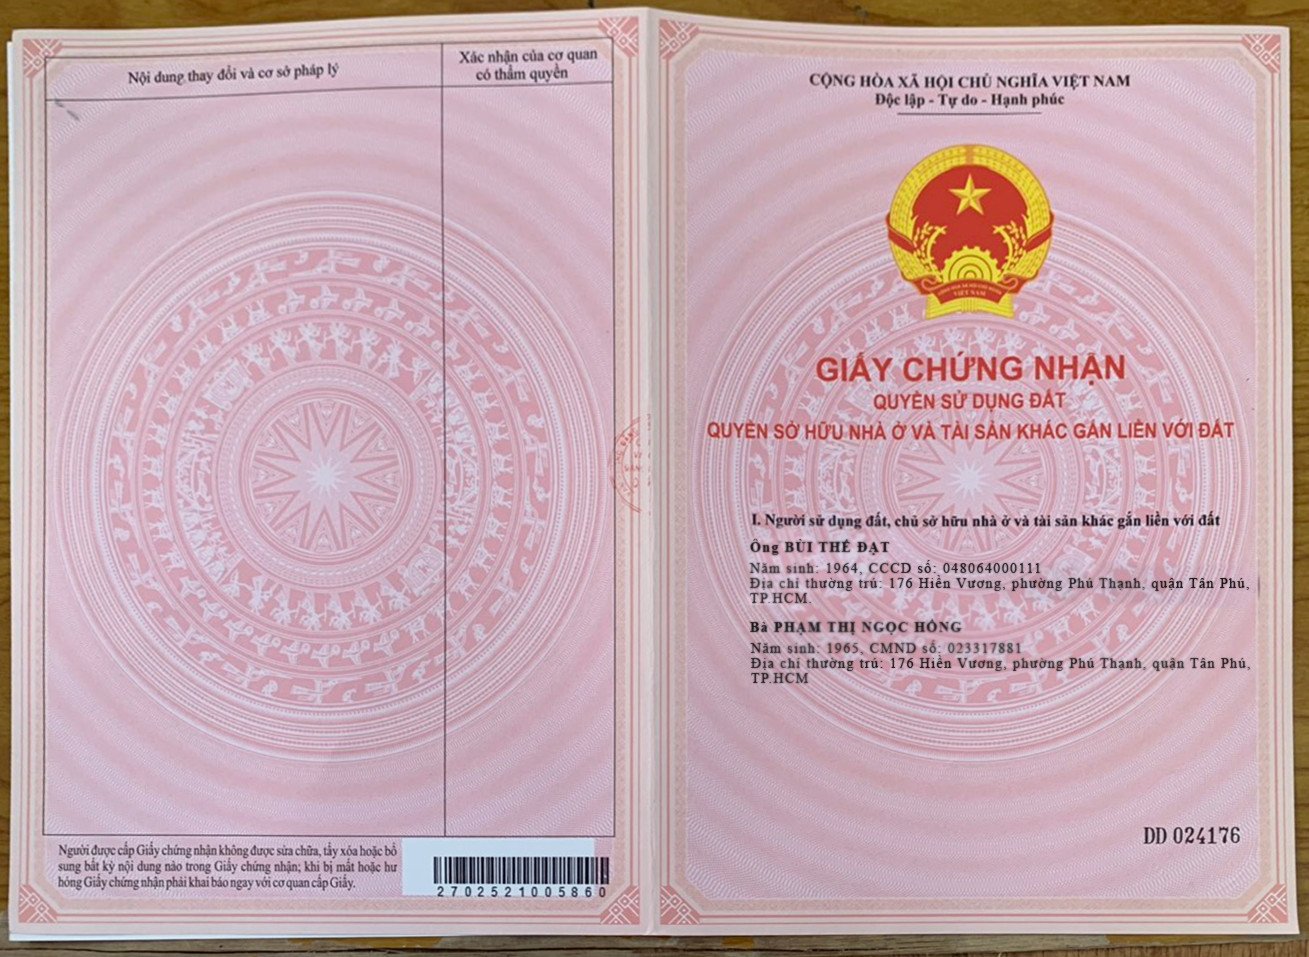 Nội dung thay đổi và cơ sở pháp lý
Xác nhận của cơ quan
có thẩm quyền
Người được cấp Giấy chứng nhận không được sửa chữa, tẩy xóa hoặc bổ
sung bất kỳ nội dung nào trong Giấy chứng nhận; khi bị mất hoặc hư
hỏng Giấy chứng nhận phải khai báo ngay với cơ quan cấp Giấy.
2702521005860
CỘNG HÒA XÃ HỘI CHỦ NGHĨA VIỆT NAM
Độc lập - Tự do - Hạnh phúc
VIỆT NAM
GIẤY CHỨNG NHẬN
QUYỀN SỬ DỤNG ĐẤT
QUYỀN SỞ HỮU NHÀ Ở VÀ TÀI SẢN KHÁC GẮN LIỀN VỚI ĐẤT
I. Người sử dụng đất, chủ sở hữu nhà ở và tài sản khác gắn liền với đất
Ông BÙI THẾ ĐẠT
Năm sinh: 1964, CCCD số: 048064000111
Địa chỉ thường trú: 176 Hiền Vương, phường Phú Thạnh, quận Tân Phú,
TP.HCM.
Bà PHẠM THỊ NGỌC HỒNG
Năm sinh: 1965, CMND số: 023317881
Địa chỉ thường trú: 176 Hiền Vương, phường Phú Thạnh, quận Tân Phú,
TP.HCM
DD 024176